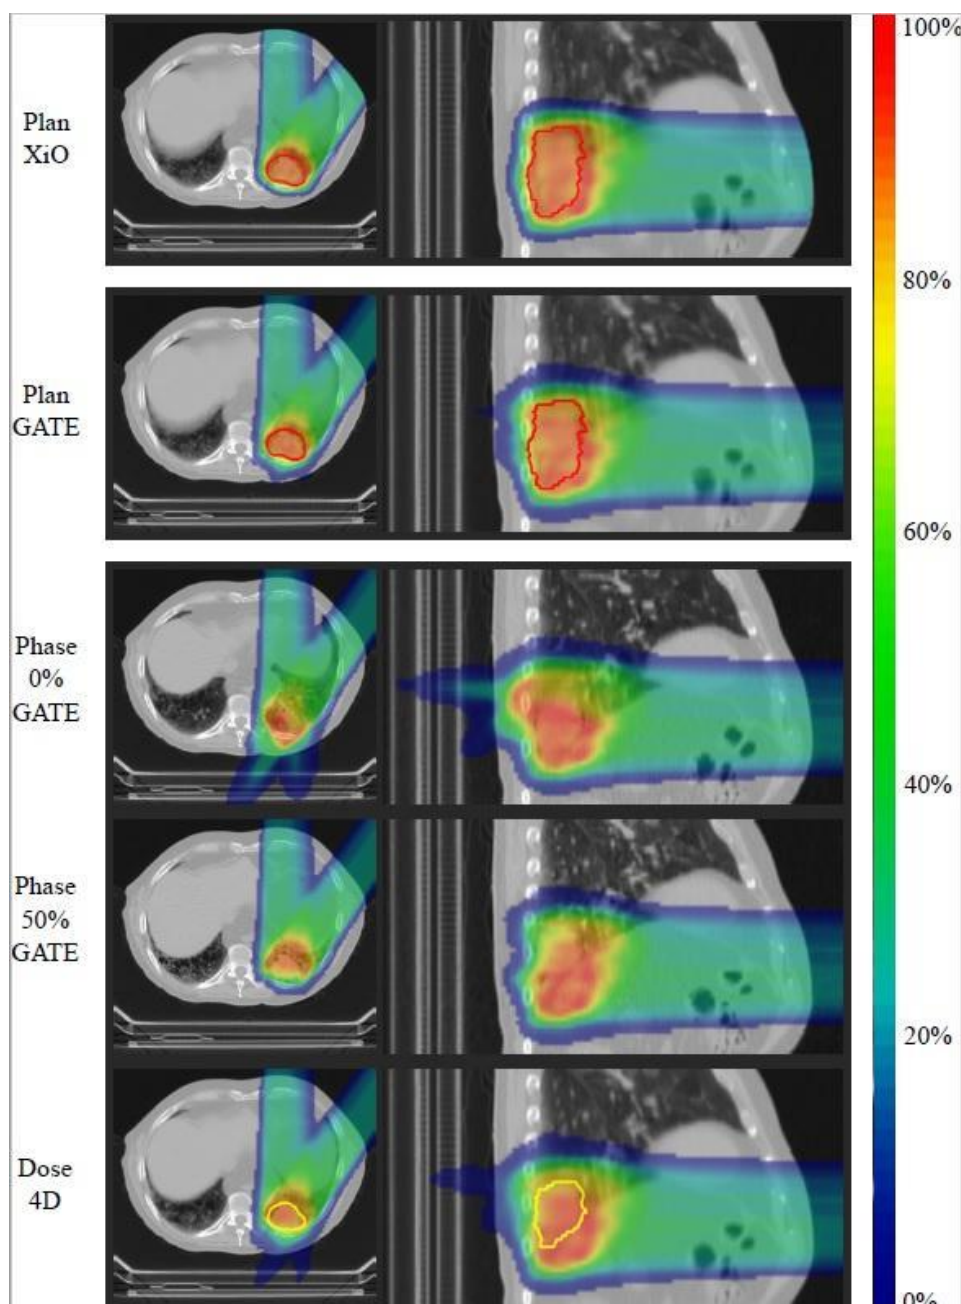 100%
Plan
XiO
80%
Plan
GATE
60%
Phase
0%
GATE
40%
Phase
50%
GATE
20%
Dose
4D
0%